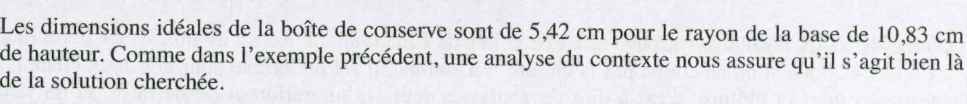 Les dimensions idéales de la boîte de conserve sont de 5,42 cm pour le rayon de la base de 10,83 cm
de hauteur. Comme dans l'exemple précédent, une analyse du contexte nous assure qu'il s'agit bien là
de la solution cherchée.